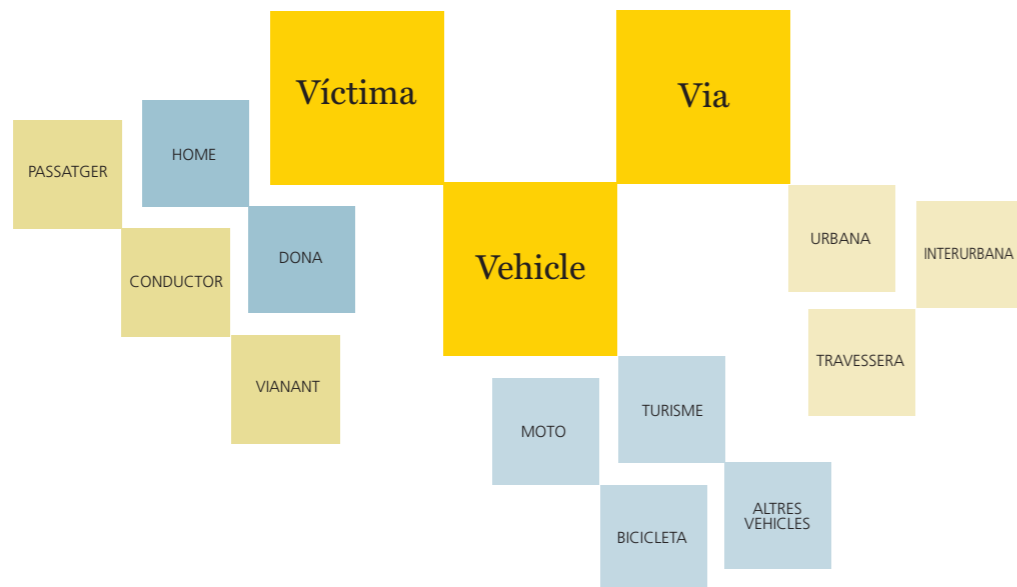 Víctima
Via
Vehicle
PASSATGER
HOME
CONDUCTOR
DONA
VIANANT
MOTO
TURISME
BICICLETA
ALTRES
VEHICLES
URBANA
INTERURBANA
TRAVESSERA